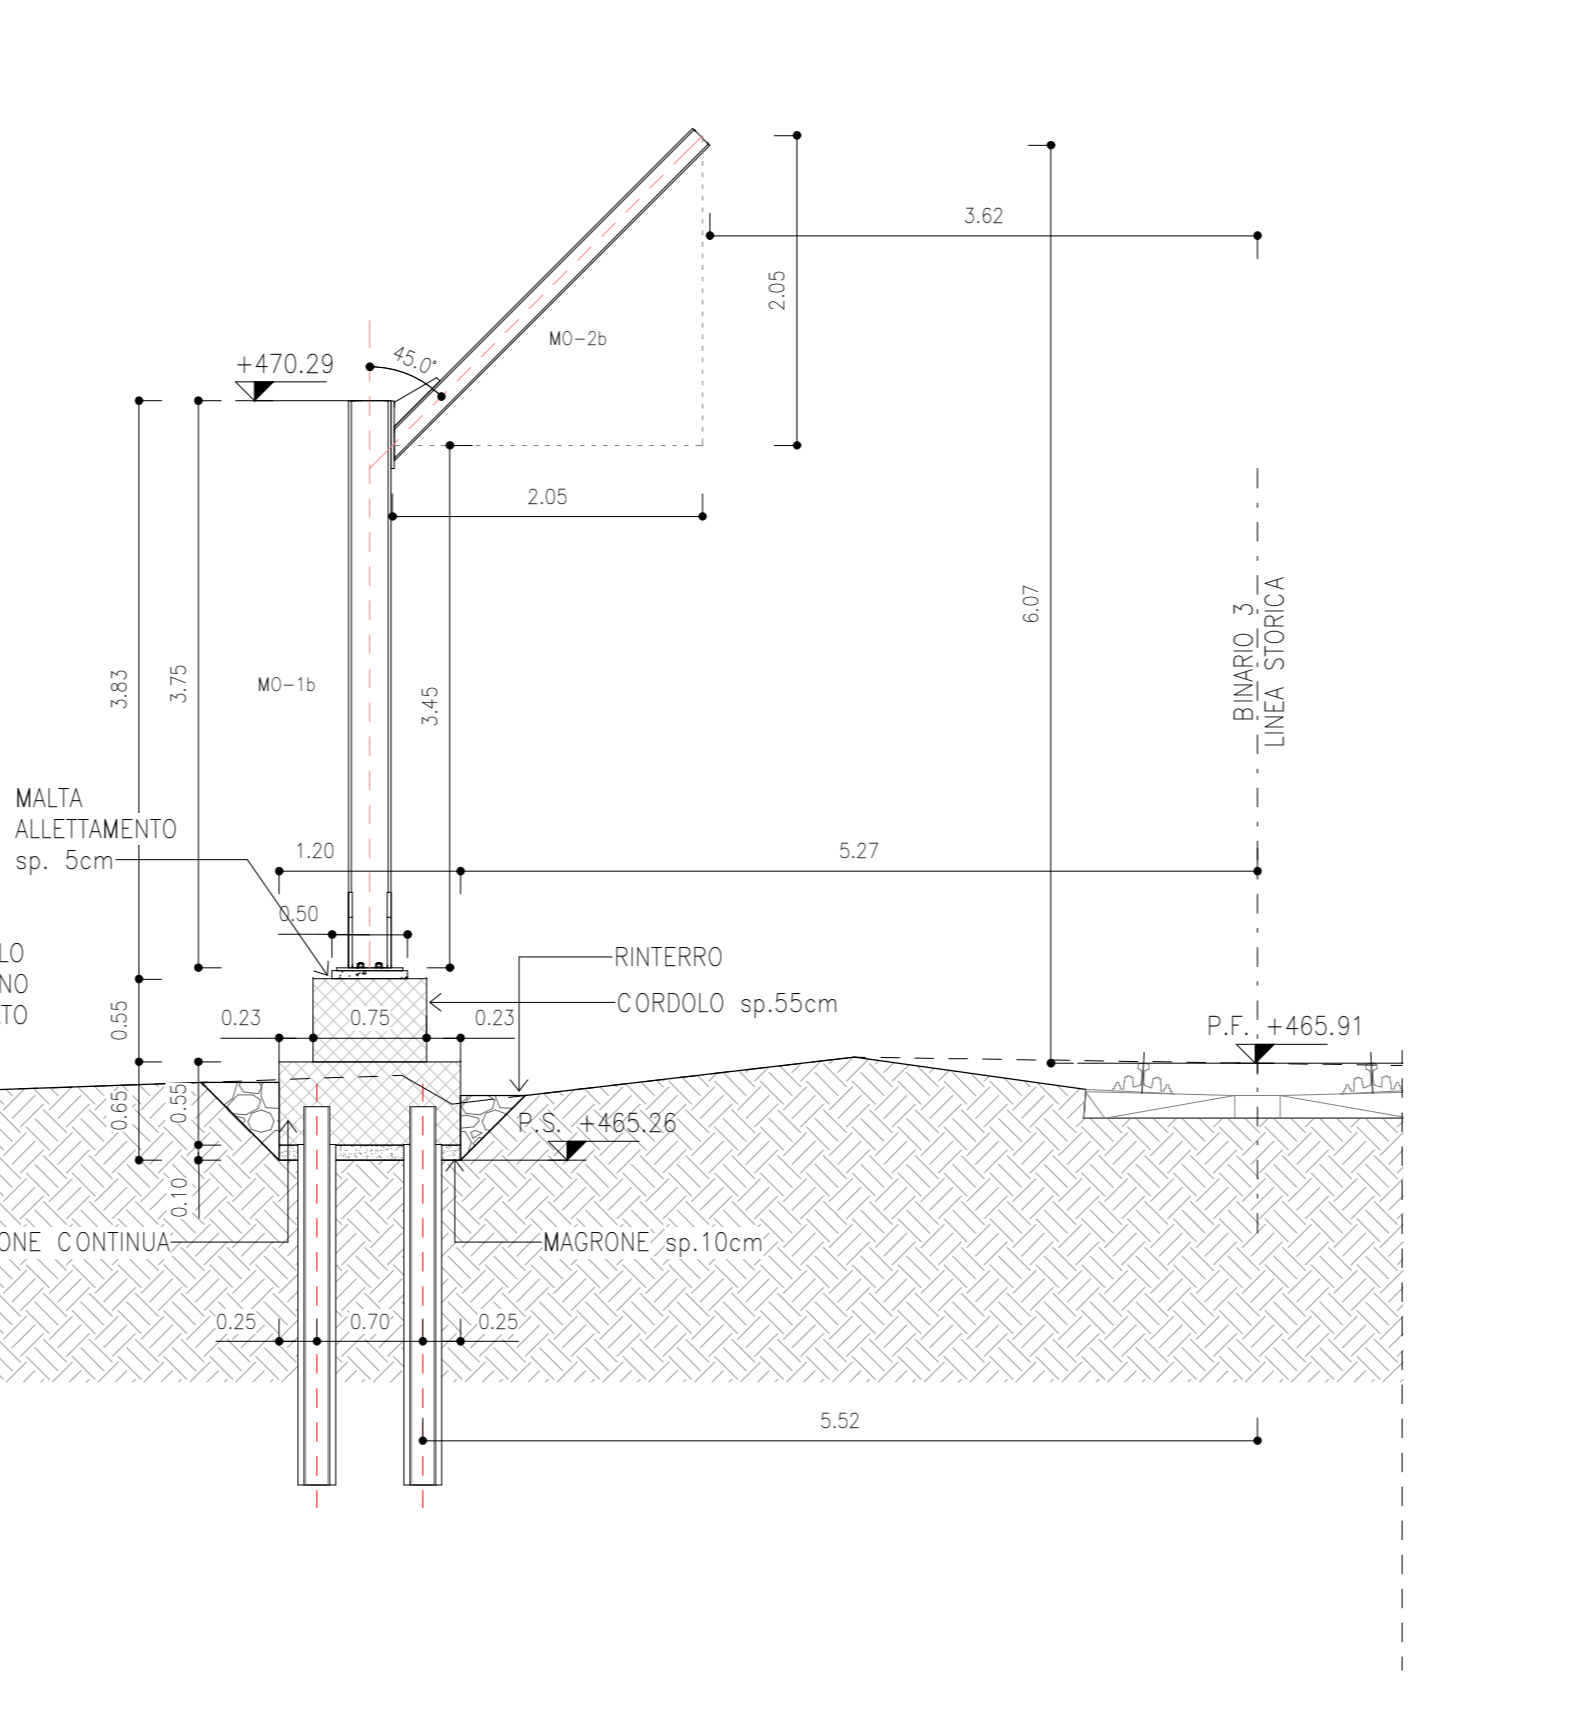 3.62
2.05
MO-2b
45.0°
+470.29
2.05
6.07
BINARIO 3
LINEA STORICA
3.83
3.75
MO-1b
3.45
MALTA
ALLETTAMENTO
sp. 5cm
1.20
5.27
0.50
LO
NO
TO
RINTERRO
CORDOLO sp.55cm
0.55
0.23
0.75
0.23
P.F. +465.91
0.65
0.55
P.S. +465.26
0.10
ONE CONTINUA
MAGRONE sp.10cm
0.25
0.70
0.25
5.52